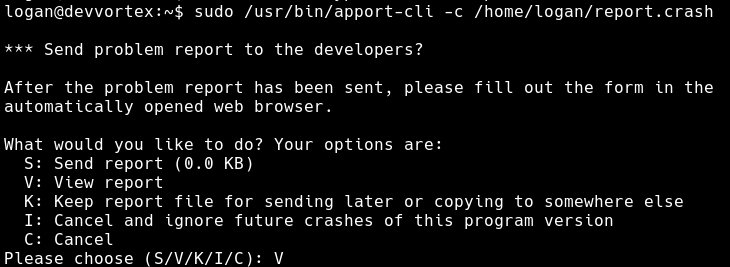 logan@devvortex:~$ sudo /usr/bin/apport-cli -c /home/logan/report.crash
*** Send problem report to the developers?
After the problem report has been sent, please fill out the form in the
automatically opened web browser.
What would you like to do? Your options are:
S: Send report (0.0 KB)
V: View report
K: Keep report file for sending later or copying to somewhere else
I: Cancel and ignore future crashes of this program version
C: Cancel
Please choose (S/V/K/I/C): V